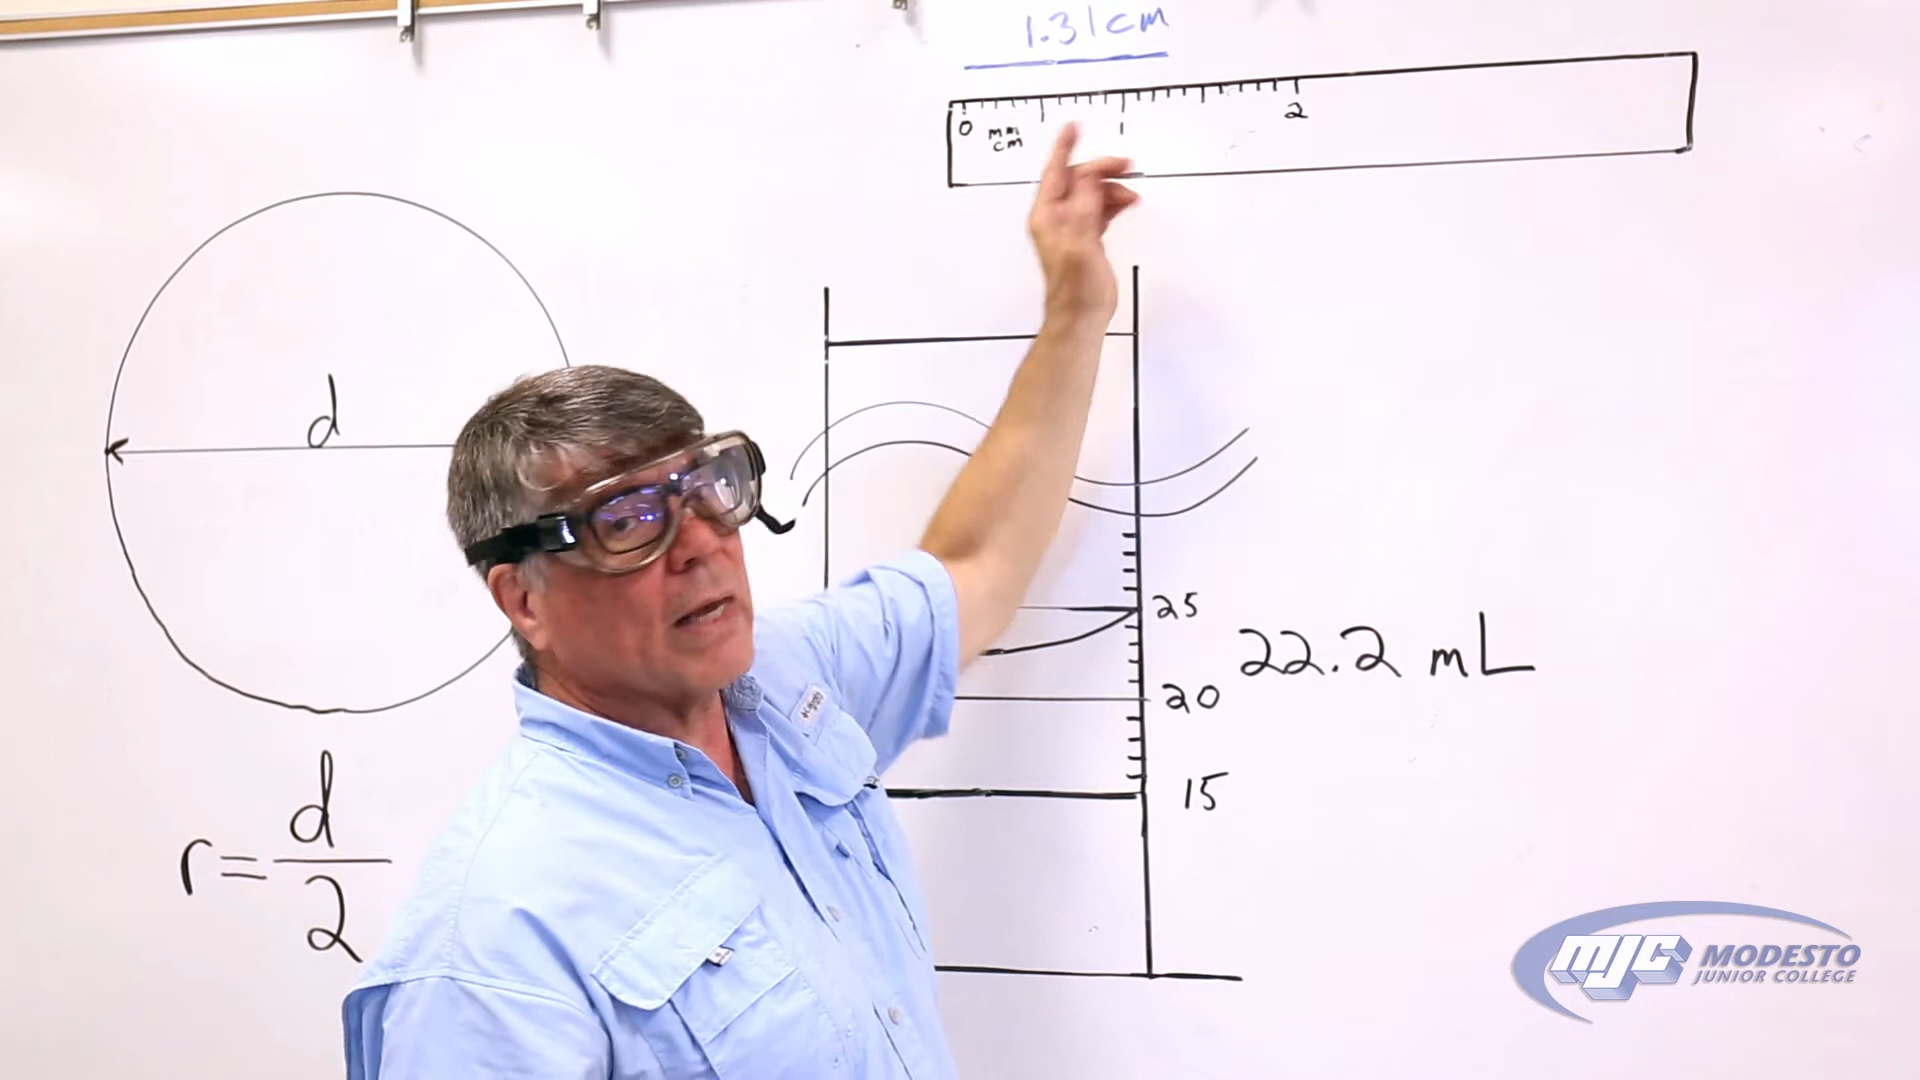 1.31cm
0 1 2
mm
cm
d
25
22.2 mL
20
15
r = d/2
MJC MODESTO
JUNIOR COLLEGE